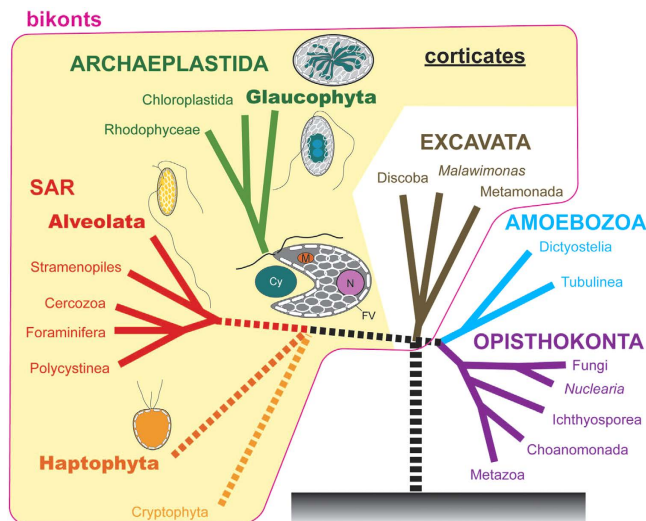 bikonts
ARCHAEPLASTIDA
corticates
Chloroplastida
Glaucophyta
Rhodophyceae
EXCAVATA
Malawimonas
Discoba
Metamonada
SAR
Alveolata
AMOEBOZOA
Dictyostelia
Stramenopiles
M
Cy
N
Tubulinea
Cercozoa
FV
Foraminifera
OPISTHOKONTA
Polycystinea
Fungi
Nuclearia
Ichthyosporea
Choanomonada
Haptophyta
Metazoa
Cryptophyta